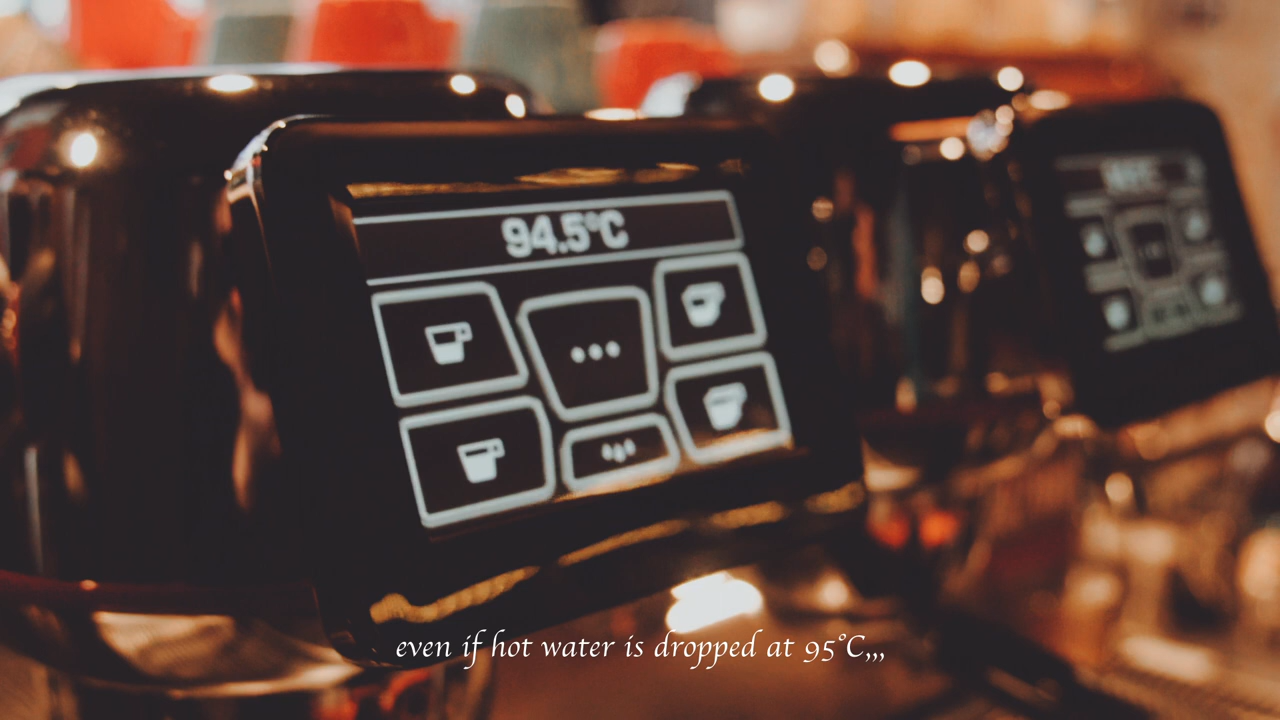 94.5°C
even if hot water is dropped at 95°C,,,